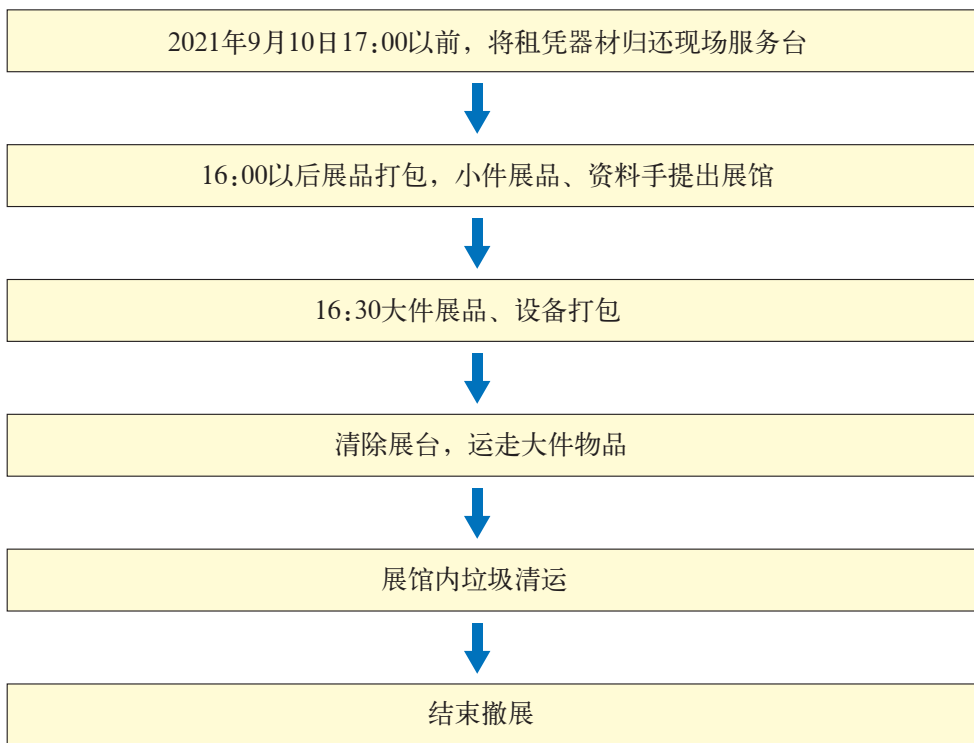 2021年9月10日17:00以前，将租赁器材归还现场服务台
16:00以后展品打包，小件展品、资料手提出展馆
16:30大件展品、设备打包
清除展台，运走大件物品
展馆内垃圾清运
结束撤展